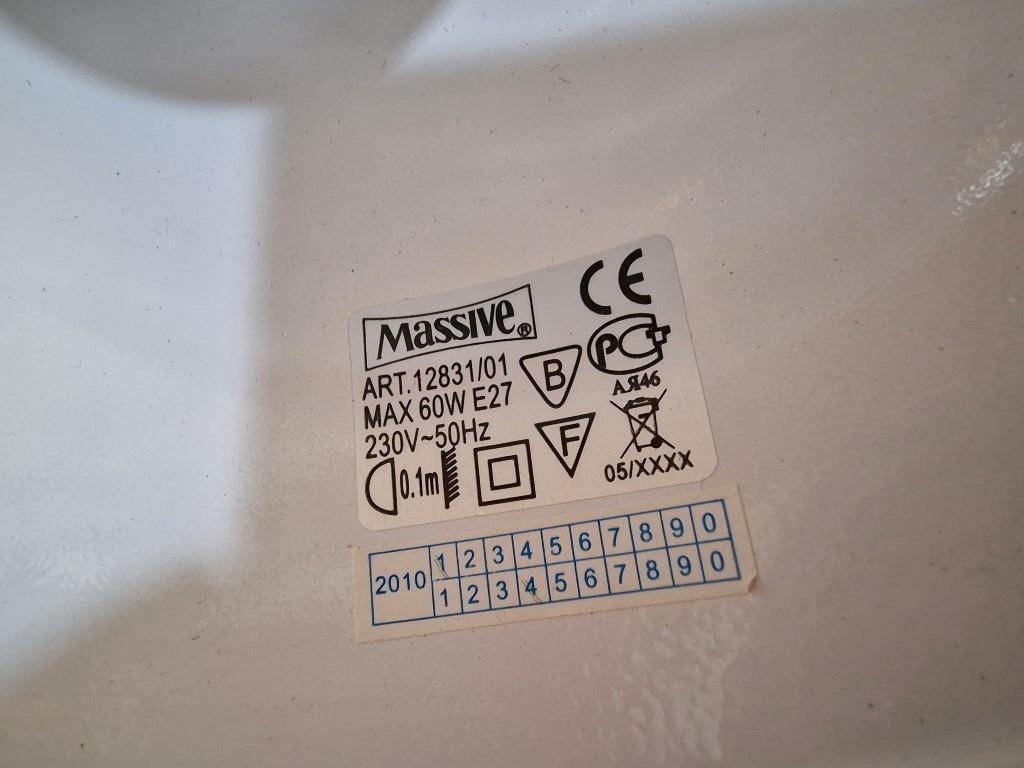 Massive®
CE
ART.12831/01
MAX 60W E27
230V~50Hz
B
PC
АЯ46
F
0.1m
05/XXXX
2010 1 2 3 4 5 6 7 8 9 0
1 2 3 4 5 6 7 8 9 0